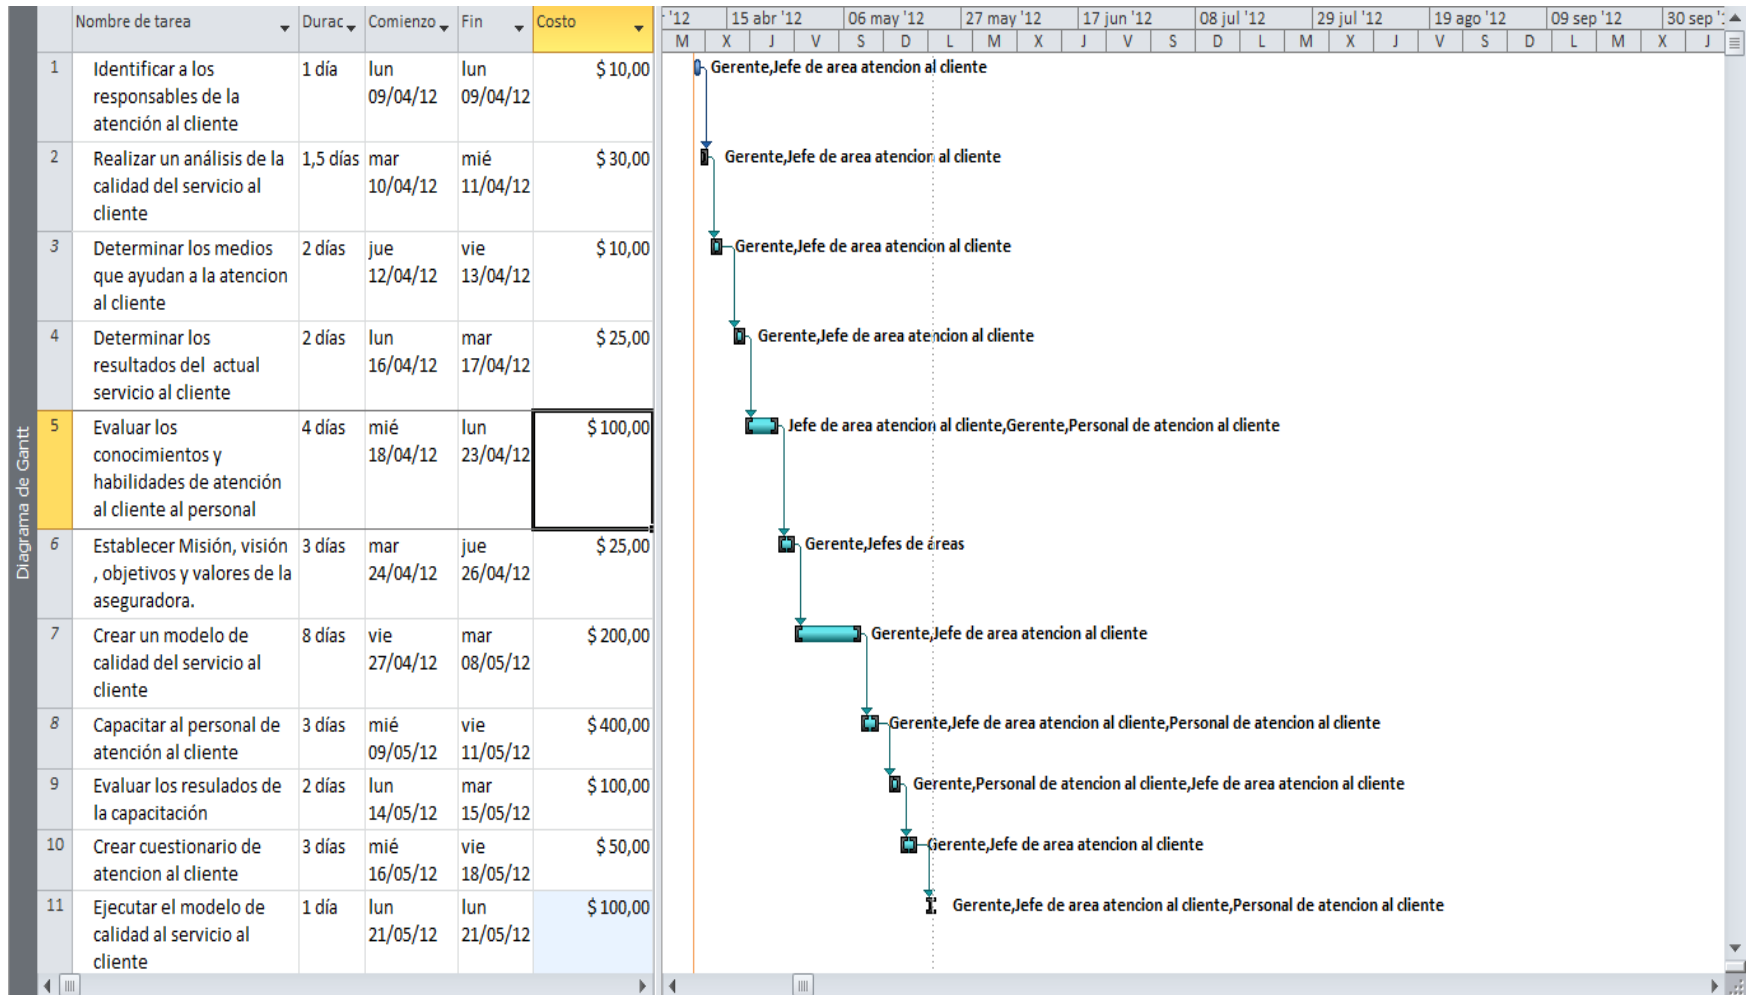 Nombre de tarea Durac Comienzo Fin Costo
'12 15 abr '12 06 may '12 27 may '12 17 jun '12 08 jul '12 29 jul '12 19 ago '12 09 sep '12 30 sep '1
M X J V S D L M X J V S D L M X J V S D L M X J
1 Identificar a los 1 día lun lun $ 10,00 Gerente,Jefe de area atencion al cliente
responsables de la 09/04/12 09/04/12
atención al cliente
2 Realizar un análisis de la 1,5 días mar mié $ 30,00 Gerente,Jefe de area atencion al cliente
calidad del servicio al 10/04/12 11/04/12
cliente
3 Determinar los medios 2 días jue vie $ 10,00 Gerente,Jefe de area atencion al cliente
que ayudan a la atencion 12/04/12 13/04/12
al cliente
4 Determinar los 2 días lun mar $ 25,00 Gerente,Jefe de area atencion al cliente
resultados del actual 16/04/12 17/04/12
servicio al cliente
5 Evaluar los 4 días mié lun $ 100,00 Jefe de area atencion al cliente,Gerente,Personal de atencion al cliente
conocimientos y 18/04/12 23/04/12
habilidades de atención
al cliente al personal
6 Establecer Misión, visión 3 días mar jue $ 25,00 Gerente,Jefes de áreas
, objetivos y valores de la 24/04/12 26/04/12
aseguradora.
7 Crear un modelo de 8 días vie mar $ 200,00 Gerente,Jefe de area atencion al cliente
calidad del servicio al 27/04/12 08/05/12
cliente
8 Capacitar al personal de 3 días mié vie $ 400,00 Gerente,Jefe de area atencion al cliente,Personal de atencion al cliente
atención al cliente 09/05/12 11/05/12
9 Evaluar los resulados de 2 días lun mar $ 100,00 Gerente,Personal de atencion al cliente,Jefe de area atencion al cliente
la capacitación 14/05/12 15/05/12
10 Crear cuestionario de 3 días mié vie $ 50,00 Gerente,Jefe de area atencion al cliente
atencion al cliente 16/05/12 18/05/12
11 Ejecutar el modelo de 1 día lun lun $ 100,00 Gerente,Jefe de area atencion al cliente,Personal de atencion al cliente
calidad al servicio al 21/05/12 21/05/12
cliente
Diagrama de Gantt